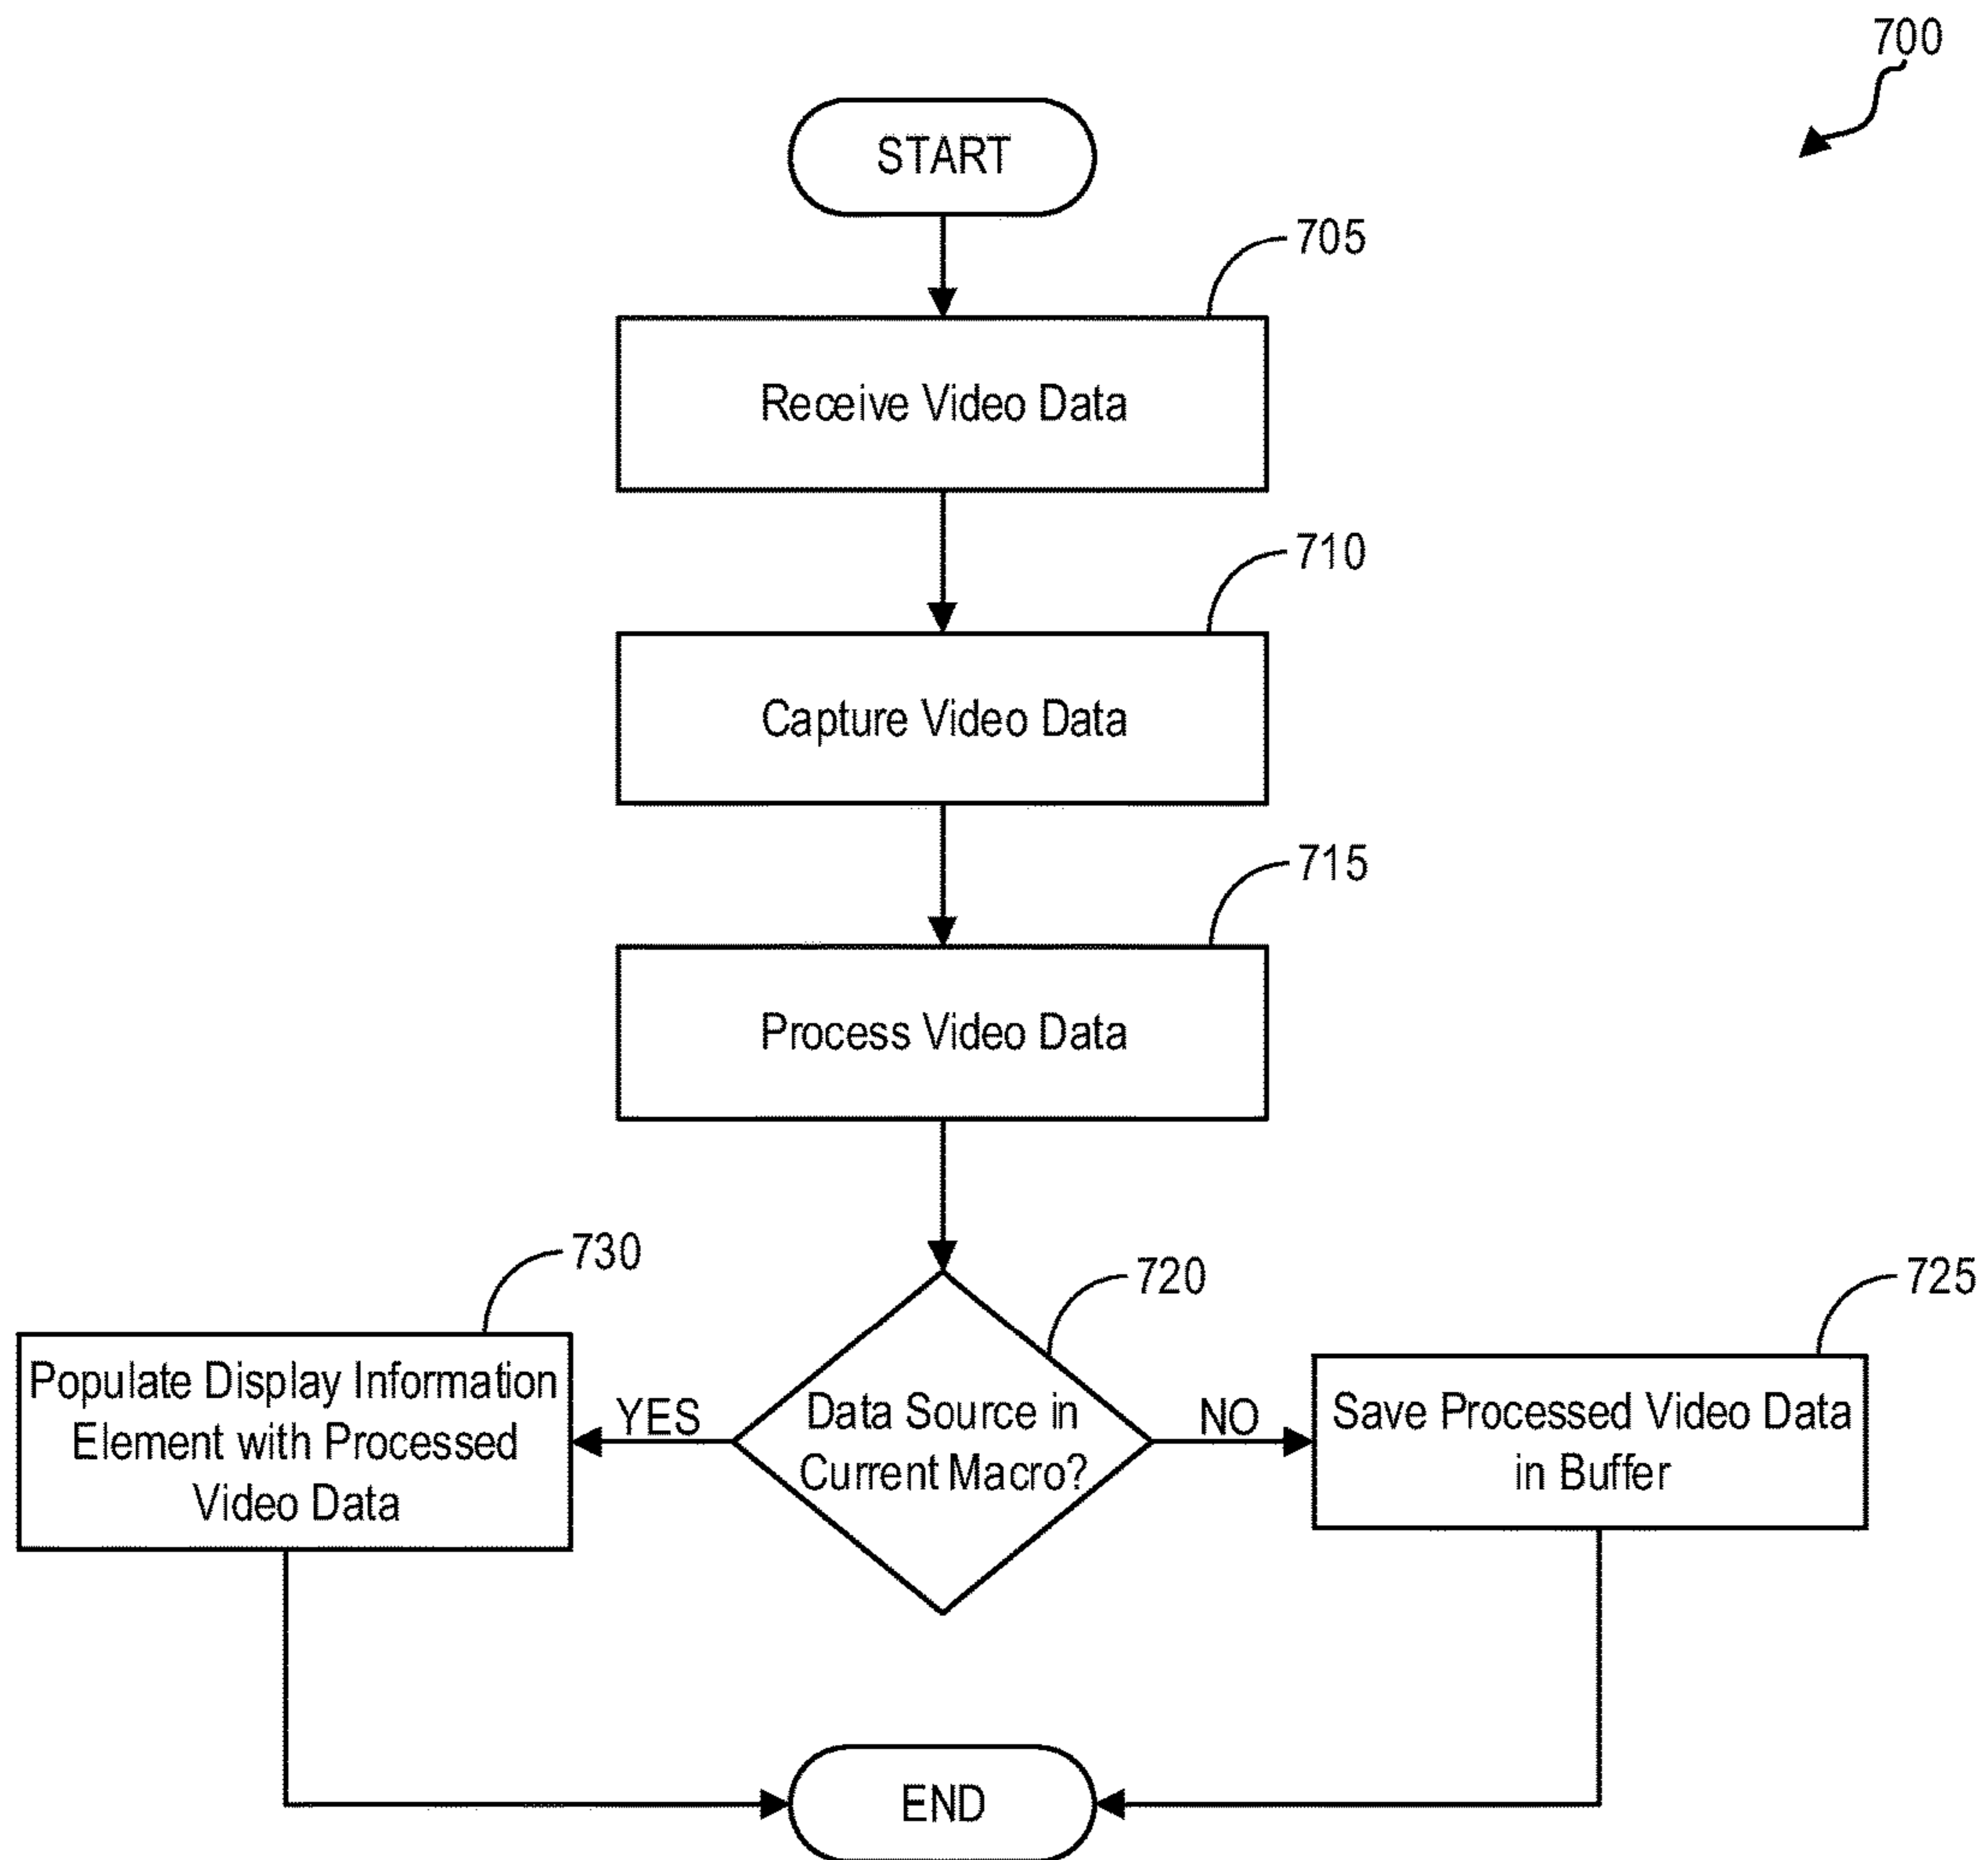 700
START
705
Receive Video Data
710
Capture Video Data
715
Process Video Data
730
Populate Display Information
Element with Processed
Video Data
YES
720
Data Source in
Current Macro?
NO
725
Save Processed Video Data
in Buffer
END